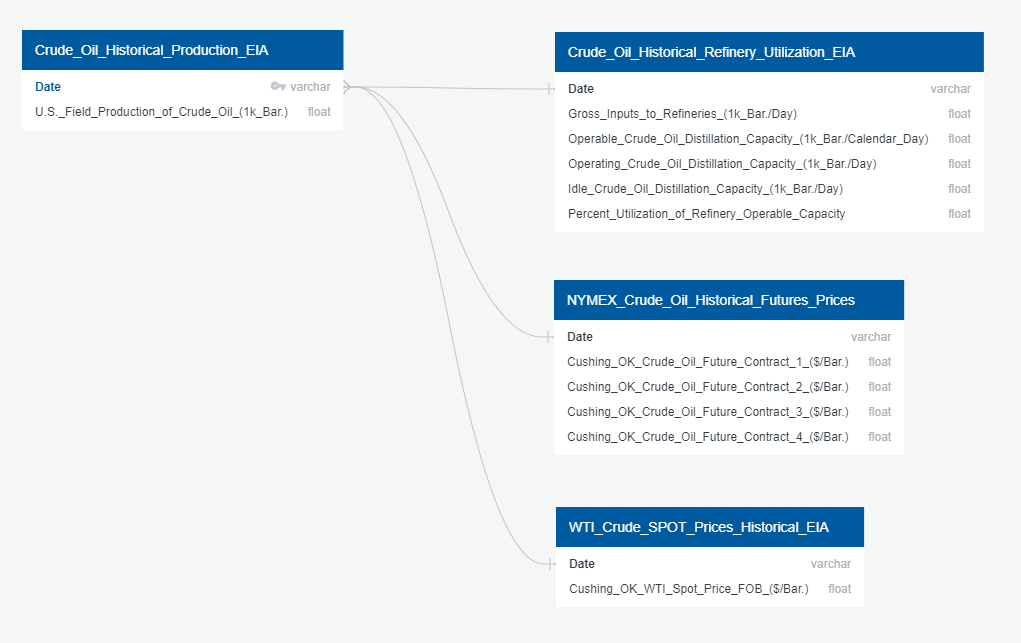 Crude_Oil_Historical_Production_EIA
Date varchar
U.S._Field_Production_of_Crude_Oil_(1k_Bar.) float
Crude_Oil_Historical_Refinery_Utilization_EIA
Date varchar
Gross_Inputs_to_Refineries_(1k_Bar./Day) float
Operable_Crude_Oil_Distillation_Capacity_(1k_Bar./Calendar_Day) float
Operating_Crude_Oil_Distillation_Capacity_(1k_Bar./Day) float
Idle_Crude_Oil_Distillation_Capacity_(1k_Bar./Day) float
Percent_Utilization_of_Refinery_Operable_Capacity float
NYMEX_Crude_Oil_Historical_Futures_Prices
Date varchar
Cushing_OK_Crude_Oil_Future_Contract_1_($/Bar.) float
Cushing_OK_Crude_Oil_Future_Contract_2_($/Bar.) float
Cushing_OK_Crude_Oil_Future_Contract_3_($/Bar.) float
Cushing_OK_Crude_Oil_Future_Contract_4_($/Bar.) float
WTI_Crude_SPOT_Prices_Historical_EIA
Date varchar
Cushing_OK_WTI_Spot_Price_FOB_($/Bar.) float